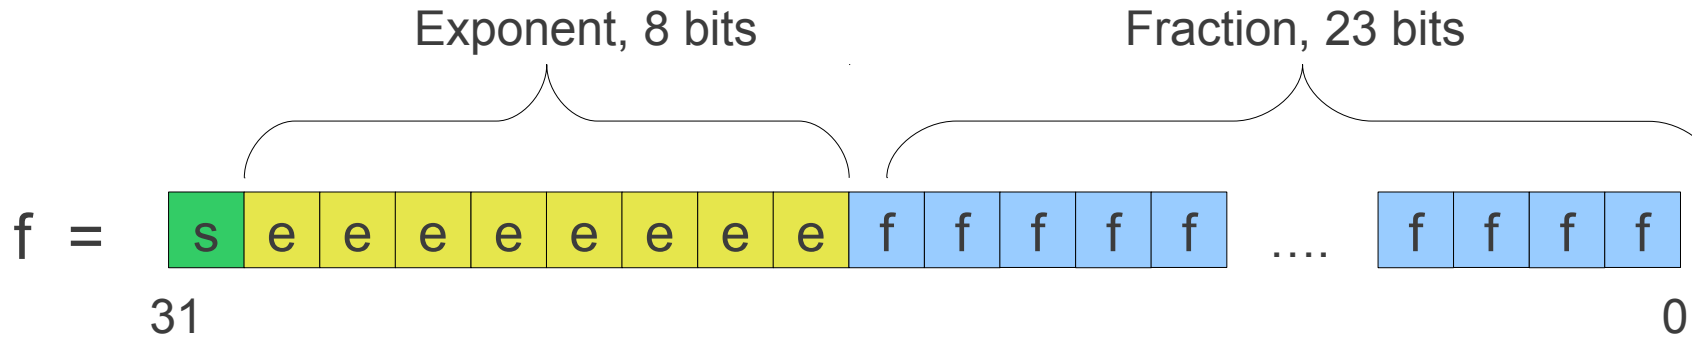 Exponent, 8 bits Fraction, 23 bits
f = s e e e e e e e e f f f f f .... f f f f
31 0